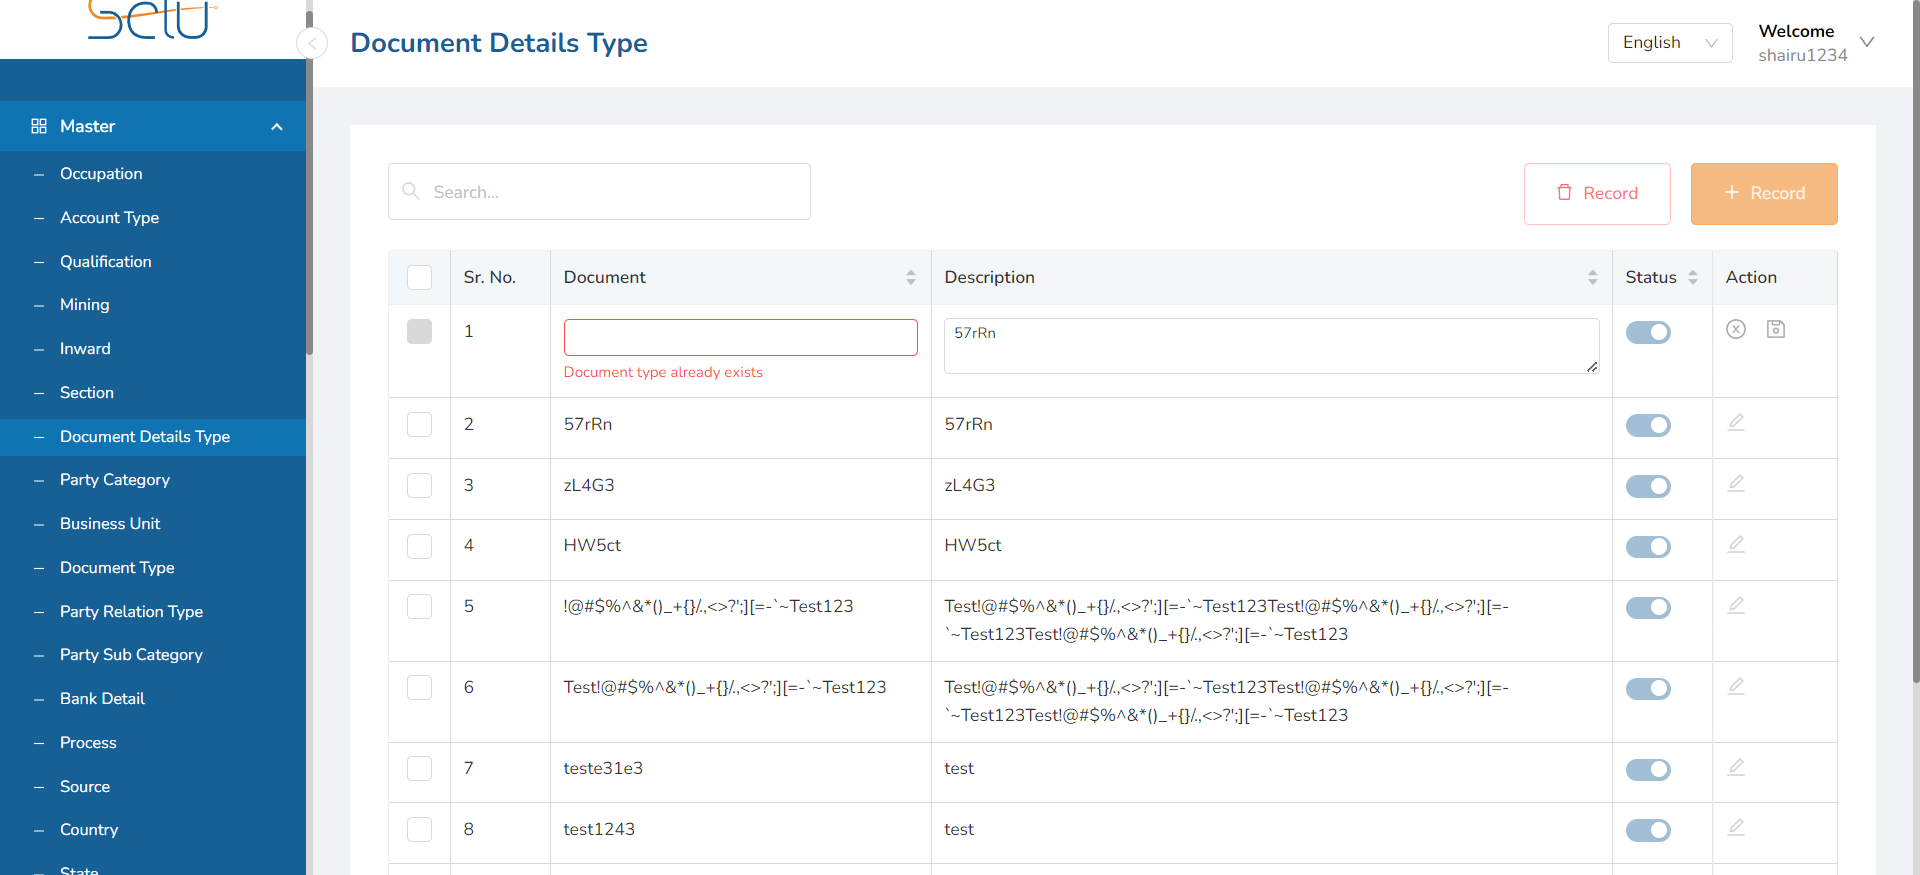 Setu
Document Details Type
English
Welcome
shairu1234
Master
Occupation
Account Type
Qualification
Mining
Inward
Section
Document Details Type
Party Category
Business Unit
Document Type
Party Relation Type
Party Sub Category
Bank Detail
Process
Source
Country
State
Search...
Record
+ Record
Sr. No. Document Description Status Action
1 57rRn
Document type already exists
2 57rRn 57rRn
3 zL4G3 zL4G3
4 HW5ct HW5ct
5 !@#$%^&*()_+{}/.,<>?';][=-`~Test123 Test!@#$%^&*()_+{}/.,<>?';][=-`~Test123Test!@#$%^&*()_+{}/.,<>?';][=-
`~Test123Test!@#$%^&*()_+{}/.,<>?';][=-`~Test123
6 Test!@#$%^&*()_+{}/.,<>?';][=-`~Test123 Test!@#$%^&*()_+{}/.,<>?';][=-`~Test123Test!@#$%^&*()_+{}/.,<>?';][=-
`~Test123Test!@#$%^&*()_+{}/.,<>?';][=-`~Test123
7 teste31e3 test
8 test1243 test